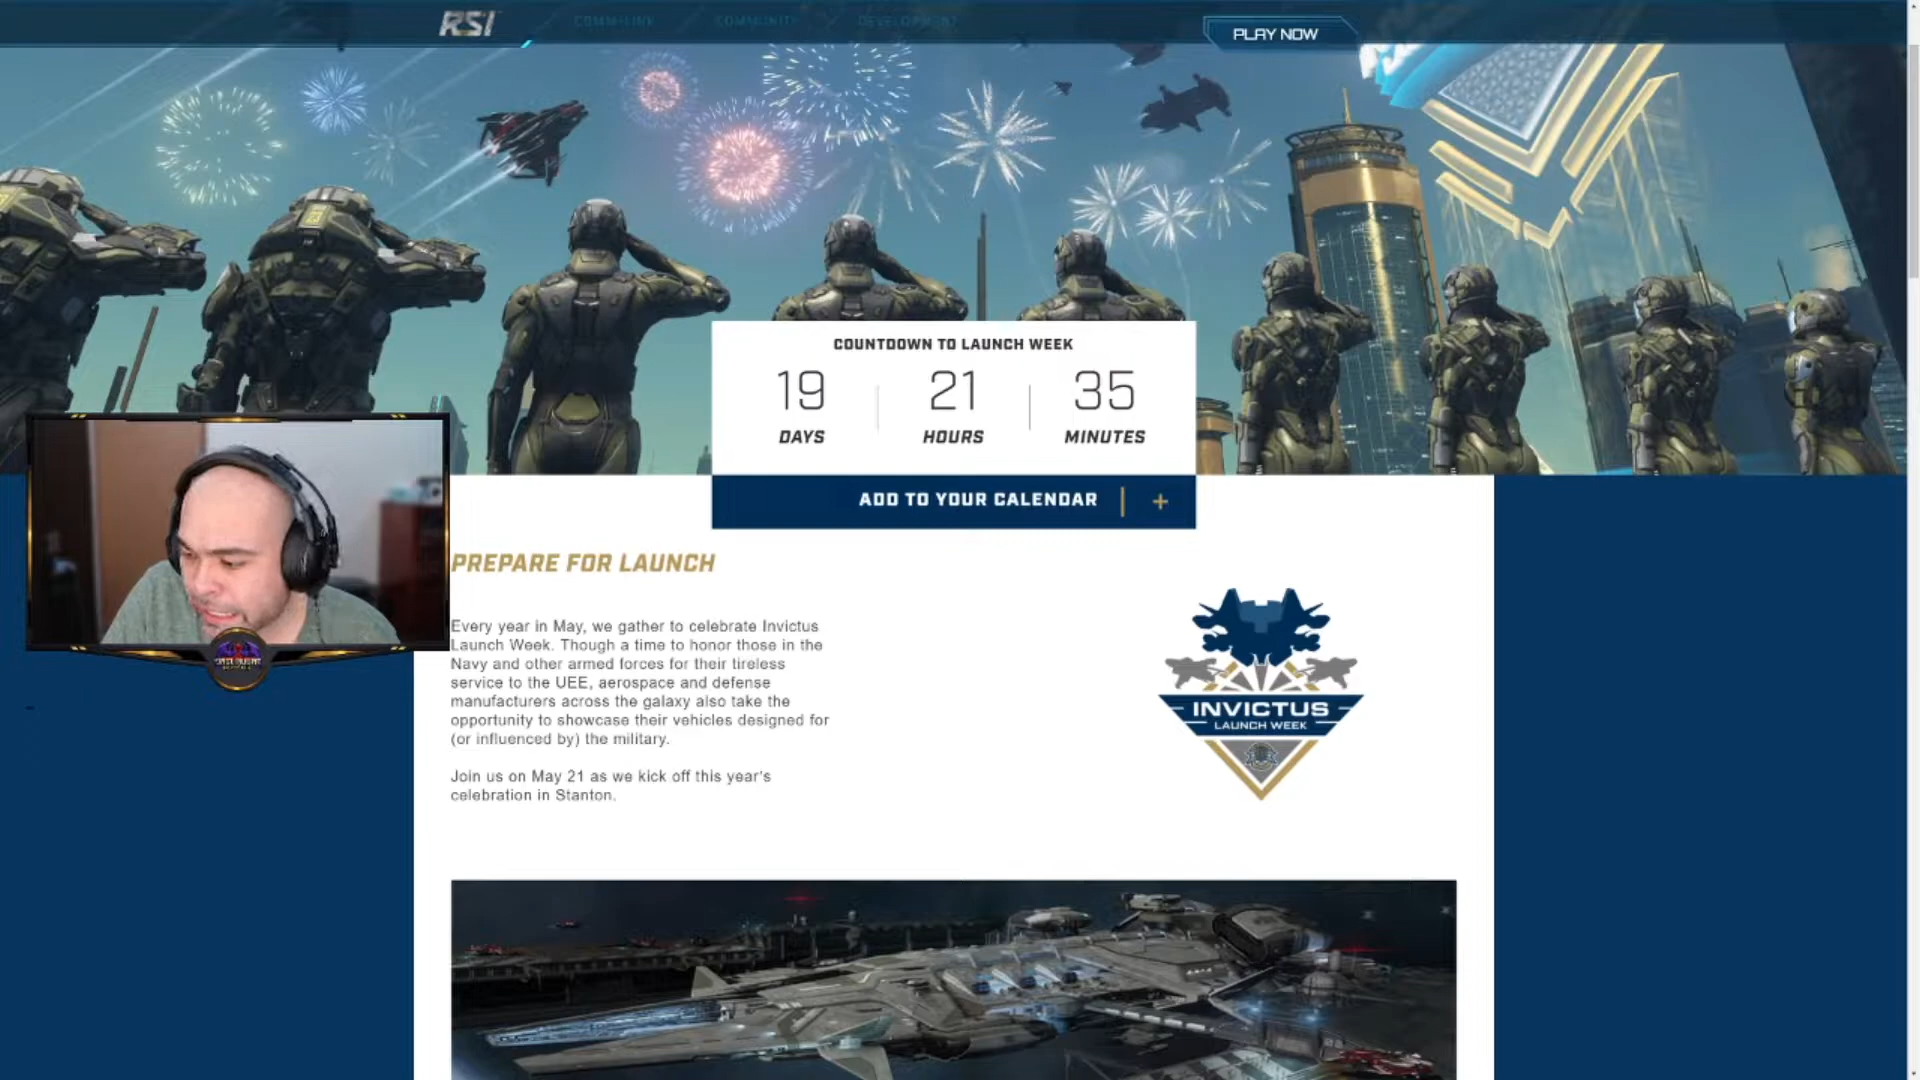 RSI
COMM-LINK COMMUNITY DEVELOPMENT
PLAY NOW
COUNTDOWN TO LAUNCH WEEK
19 21 35
DAYS HOURS MINUTES
ADD TO YOUR CALENDAR | +
PREPARE FOR LAUNCH
Every year in May, we gather to celebrate Invictus
Launch Week. Though a time to honor those in the
Navy and other armed forces for their tireless
service to the UEE, aerospace and defense
manufacturers across the galaxy also take the
opportunity to showcase their vehicles designed for
(or influenced by) the military.
Join us on May 21 as we kick off this year's
celebration in Stanton.
INVICTUS
LAUNCH WEEK